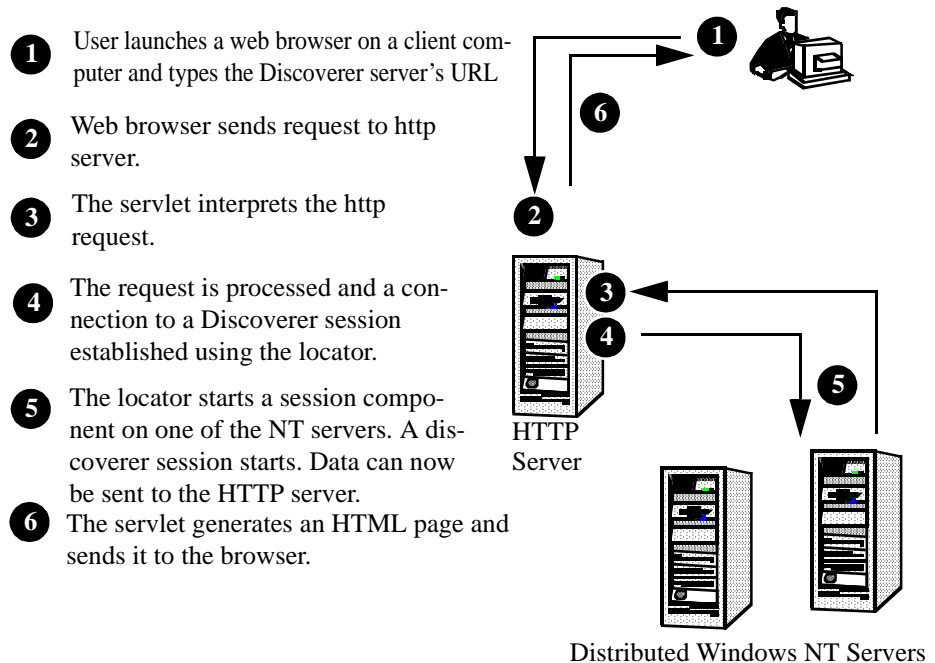 1 User launches a web browser on a client com-
puter and types the Discoverer server's URL
2 Web browser sends request to http
server.
3 The servlet interprets the http
request.
4 The request is processed and a con-
nection to a Discoverer session
established using the locator.
5 The locator starts a session compo-
nent on one of the NT servers. A dis-
coverer session starts. Data can now
be sent to the HTTP server.
6 The servlet generates an HTML page and
sends it to the browser.
1
6
2
3
4
5
HTTP
Server
Distributed Windows NT Servers